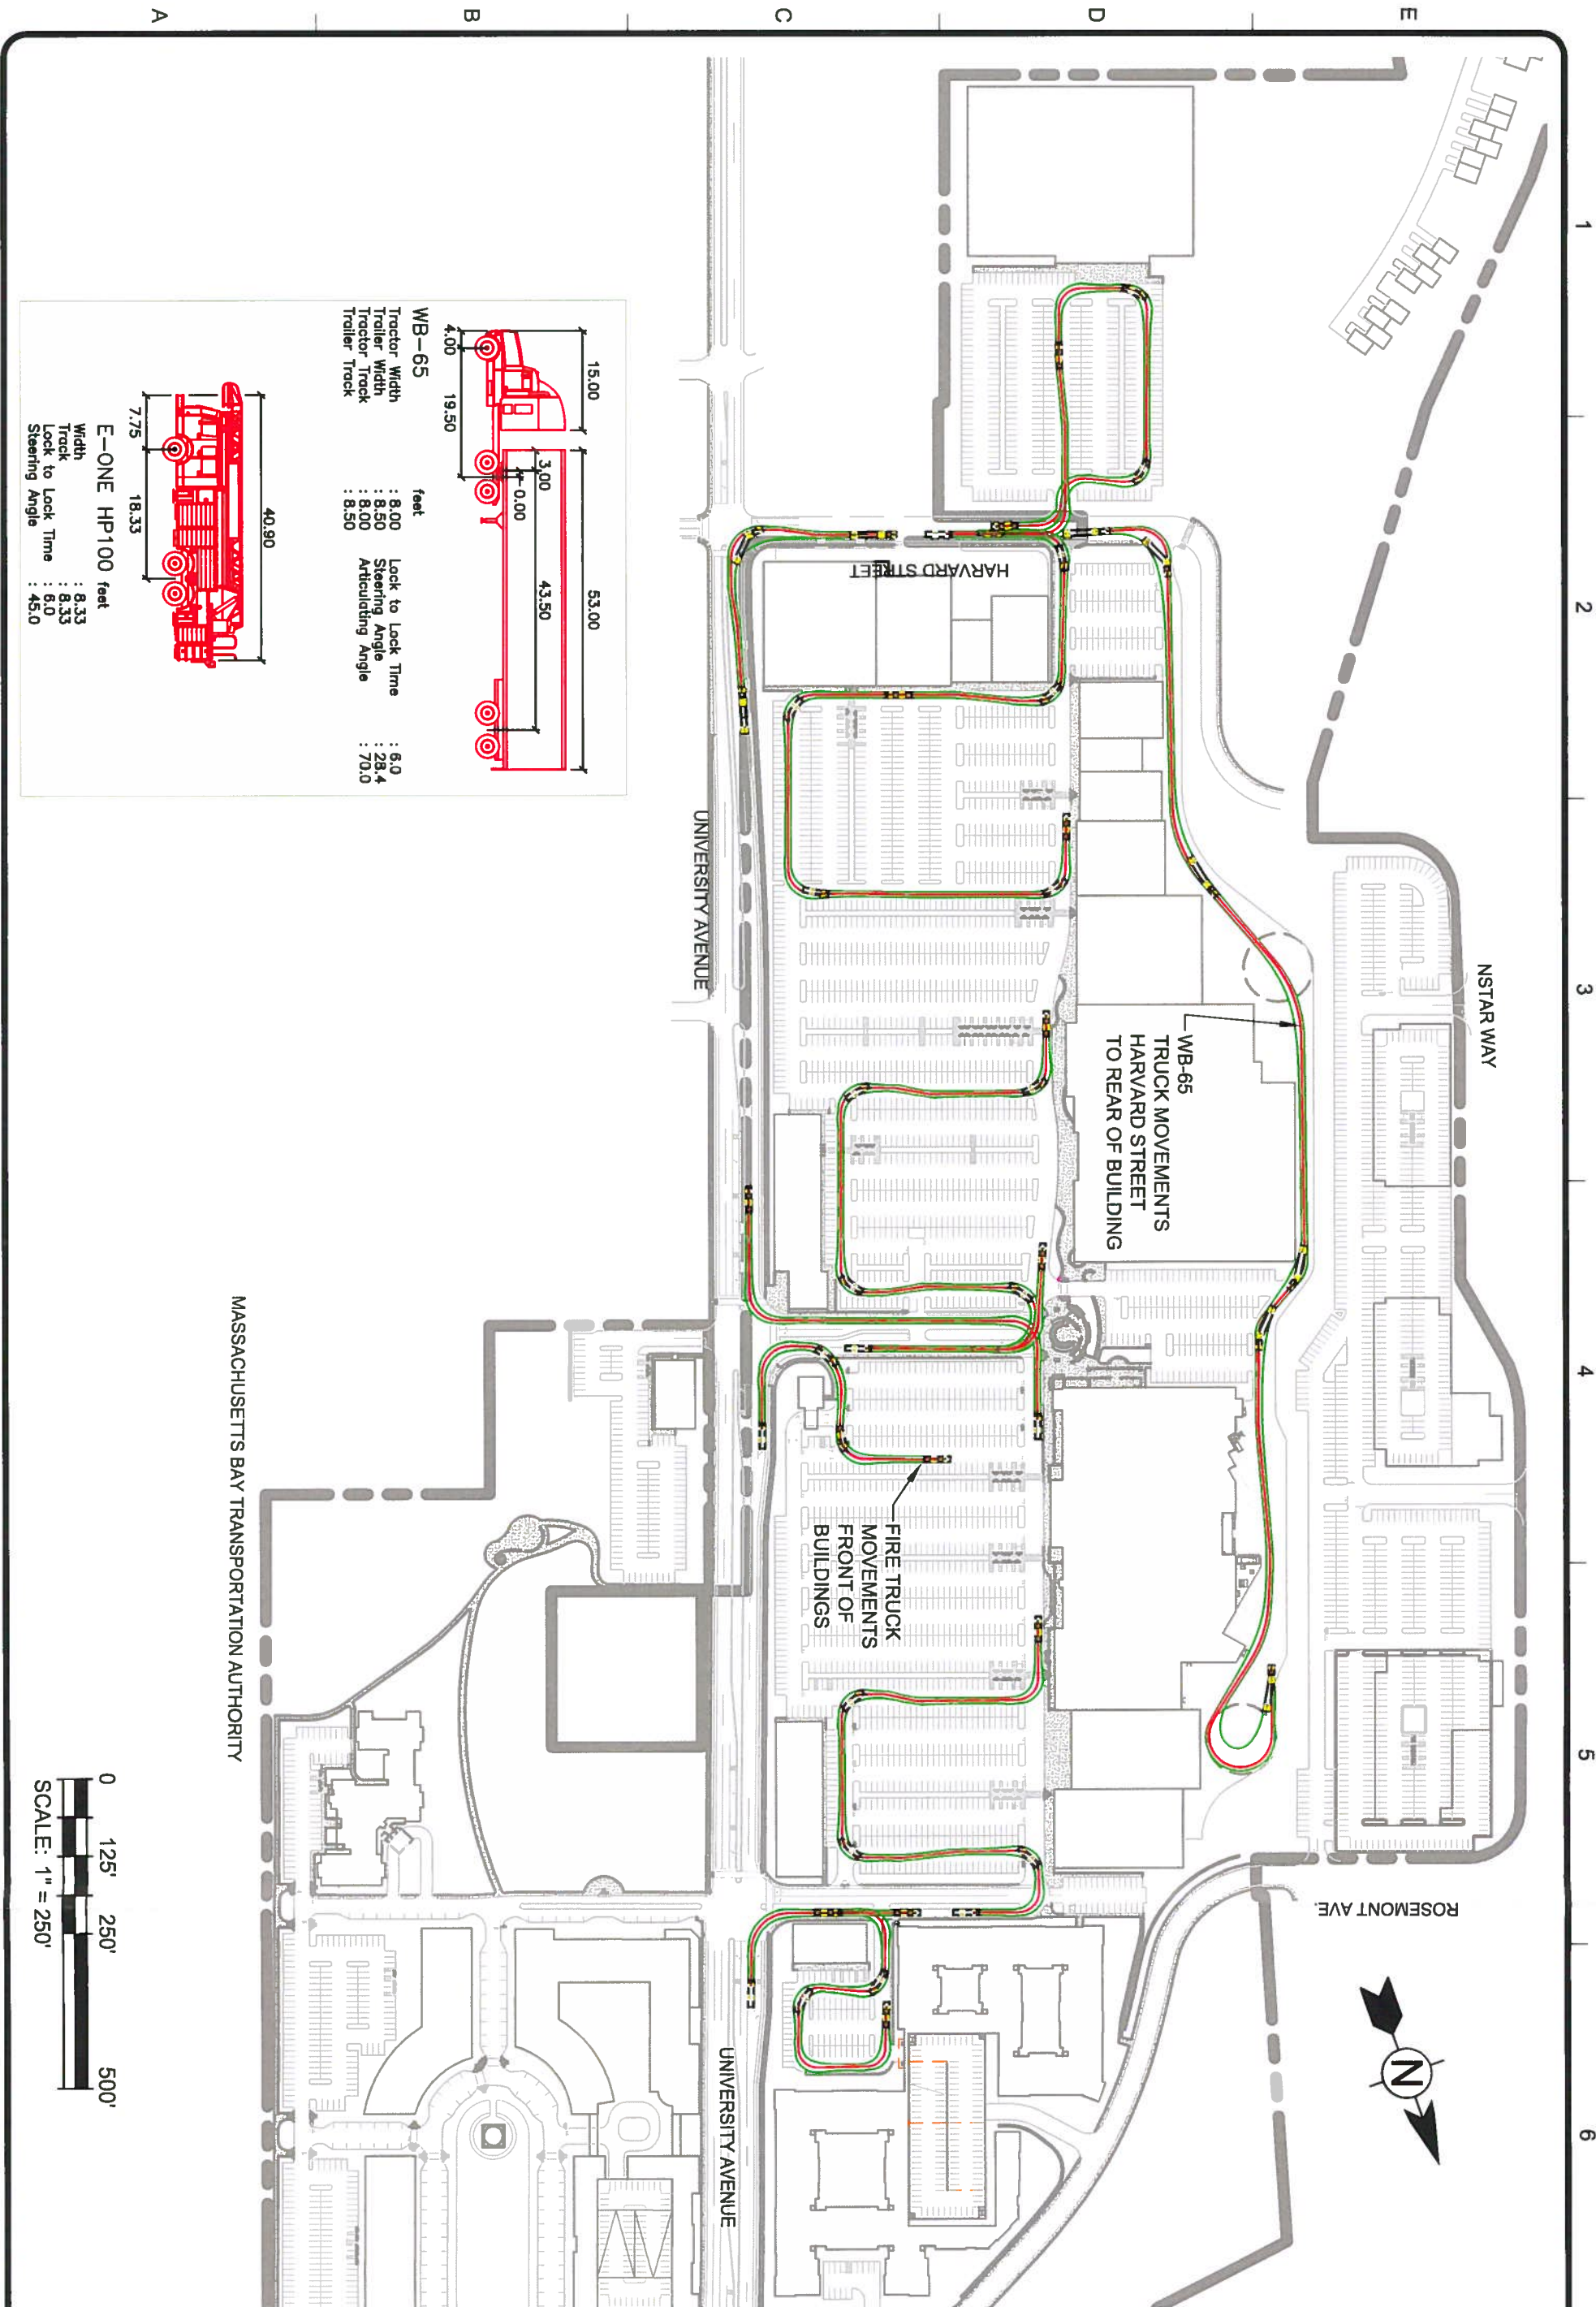 A
B
C
D
E
1
2
3
4
5
6
NSTAR WAY
HARVARD STREET
WB-65
TRUCK MOVEMENTS
HARVARD STREET
TO REAR OF BUILDING
UNIVERSITY AVENUE
FIRE TRUCK
MOVEMENTS
FRONT OF
BUILDINGS
ROSEMONT AVE.
N
UNIVERSITY AVENUE
MASSACHUSETTS BAY TRANSPORTATION AUTHORITY
15.00
53.00
3.00
0.00
43.50
4.00
19.50
WB-65
feet
Tractor Width : 8.00 Lock to Lock Time : 6.0
Trailer Width : 8.50 Steering Angle : 28.4
Tractor Track : 8.00 Articulating Angle : 70.0
Trailer Track : 8.50
40.90
7.75
18.33
E-ONE HP100
feet
Width : 8.33
Track : 8.33
Lock to Lock Time : 6.0
Steering Angle : 45.0
0 125' 250' 500'
SCALE: 1" = 250'